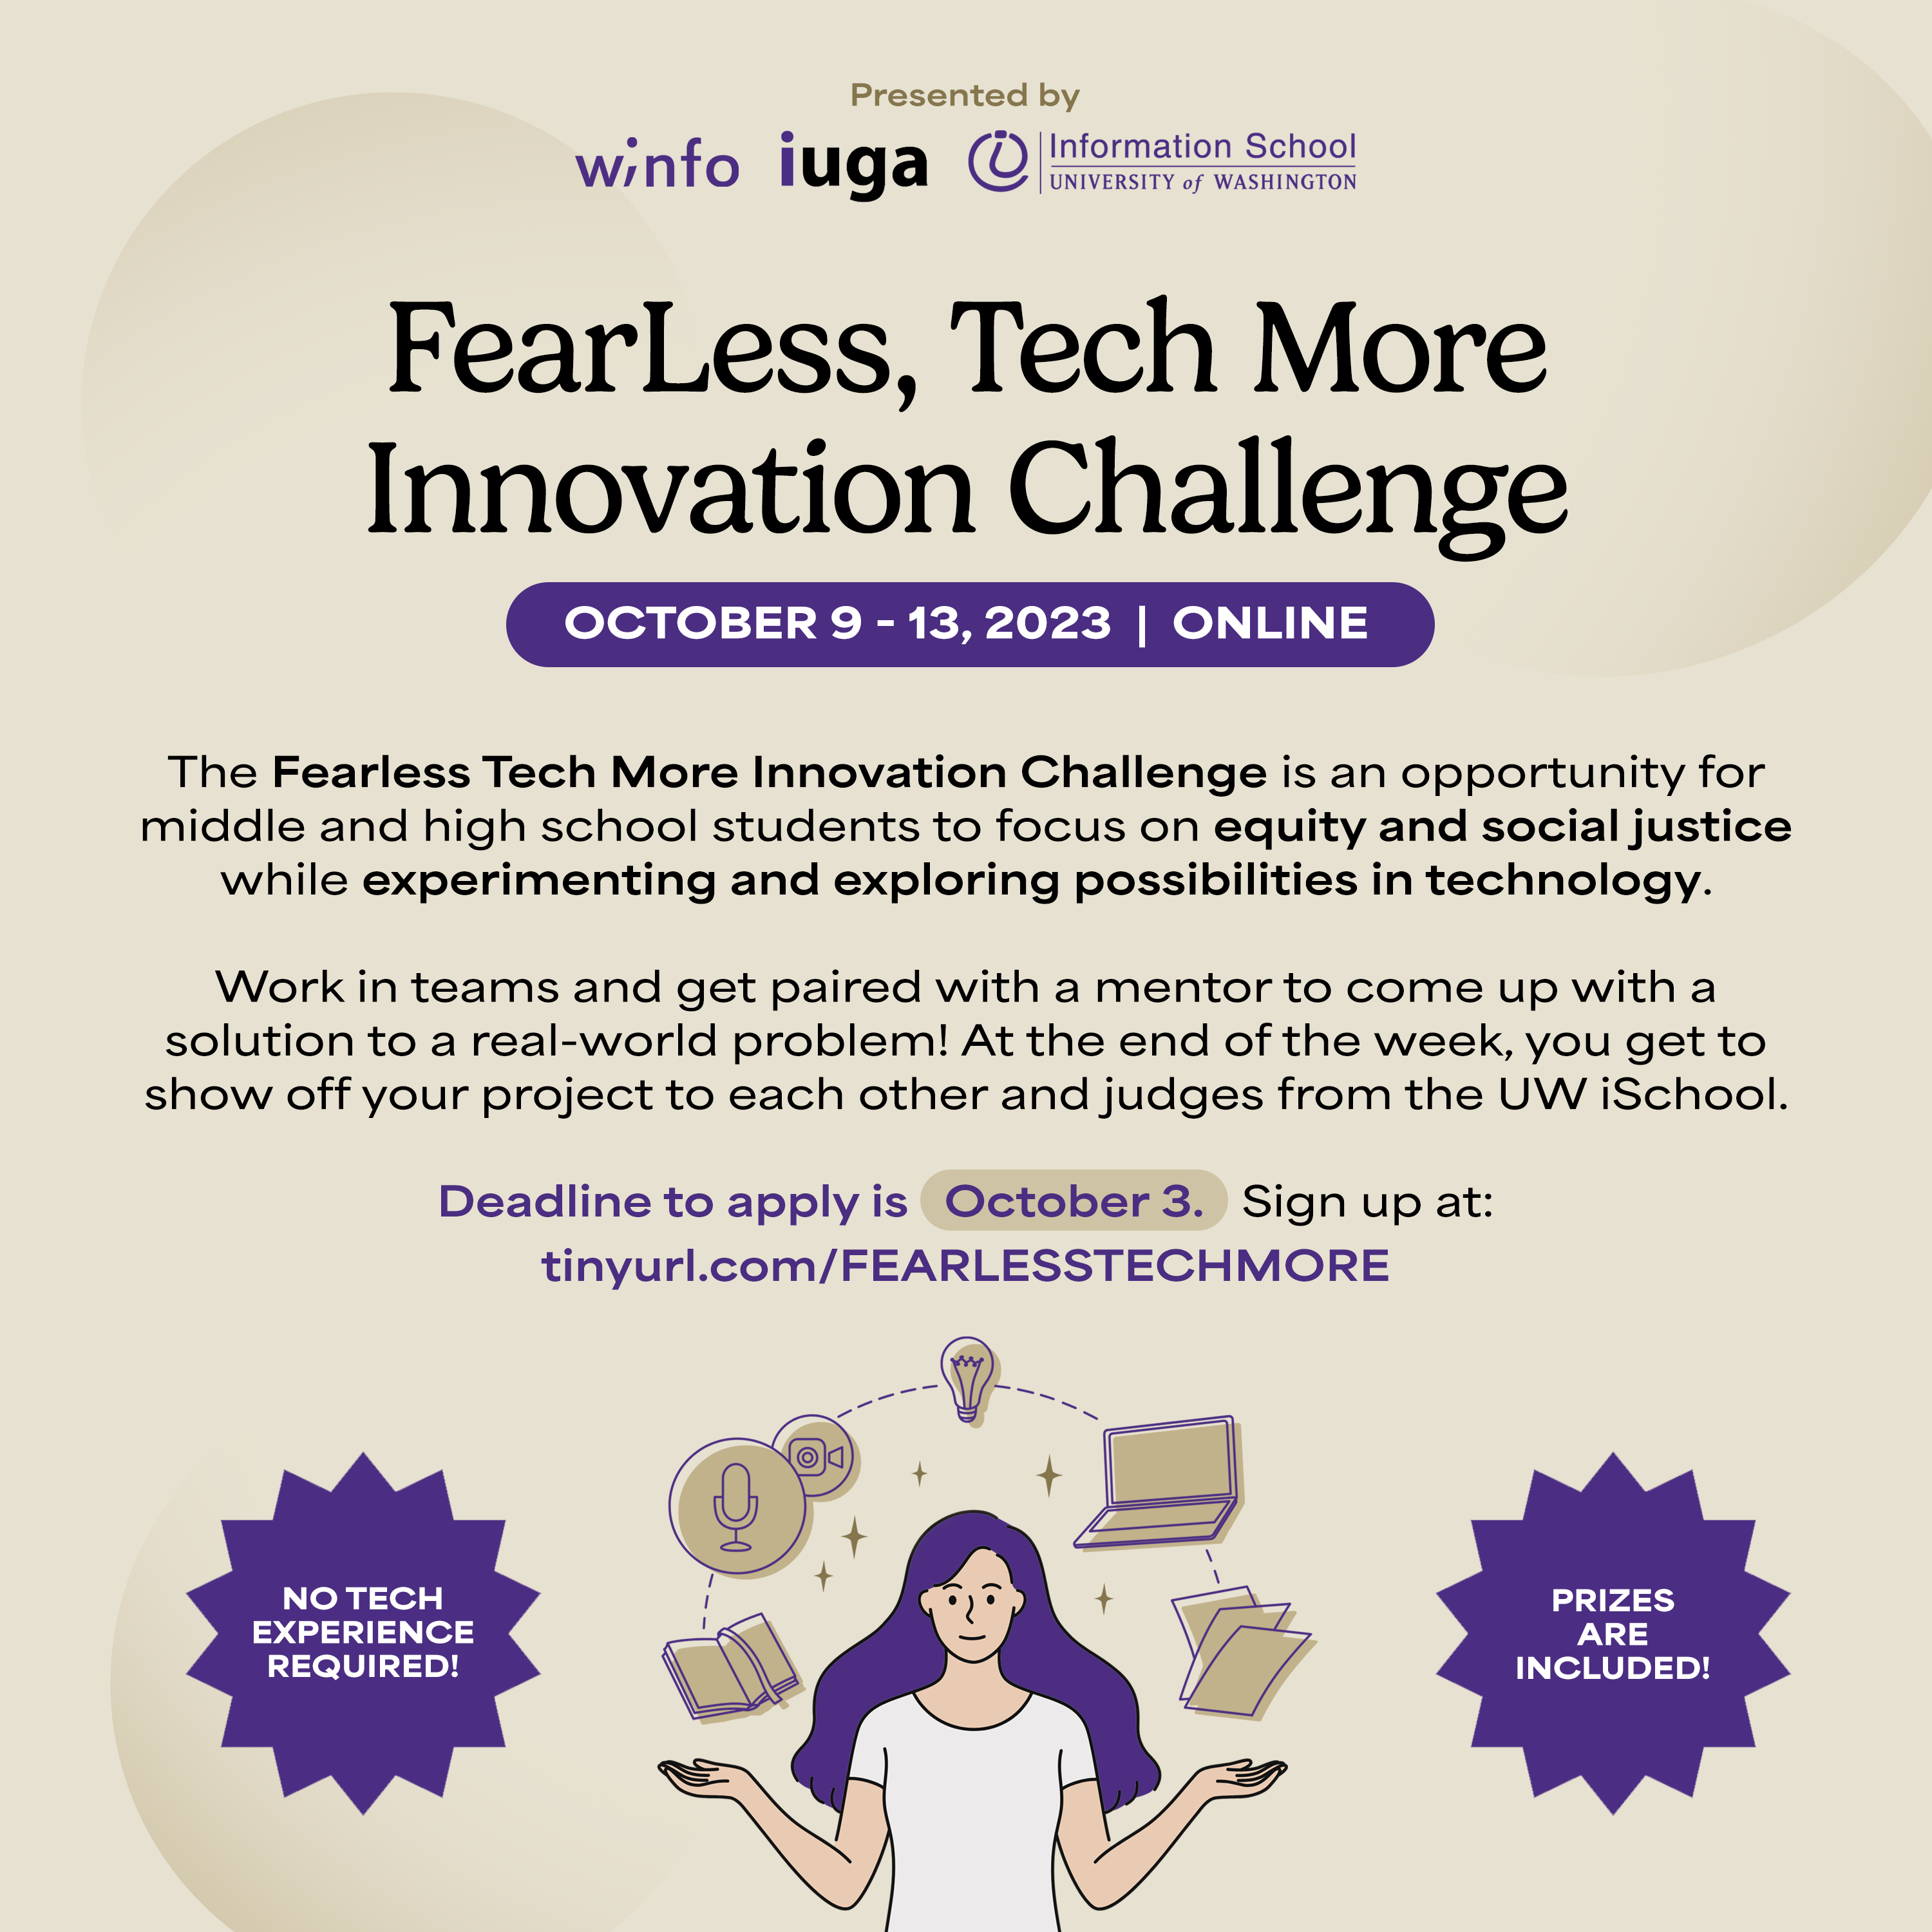 Presented by
winfo iuga Information School
UNIVERSITY of WASHINGTON
FearLess, Tech More
Innovation Challenge
OCTOBER 9 - 13, 2023 | ONLINE
The Fearless Tech More Innovation Challenge is an opportunity for
middle and high school students to focus on equity and social justice
while experimenting and exploring possibilities in technology.
Work in teams and get paired with a mentor to come up with a
solution to a real-world problem! At the end of the week, you get to
show off your project to each other and judges from the UW iSchool.
Deadline to apply is October 3. Sign up at:
tinyurl.com/FEARLESSTECHMORE
NO TECH
EXPERIENCE
REQUIRED!
PRIZES
ARE
INCLUDED!